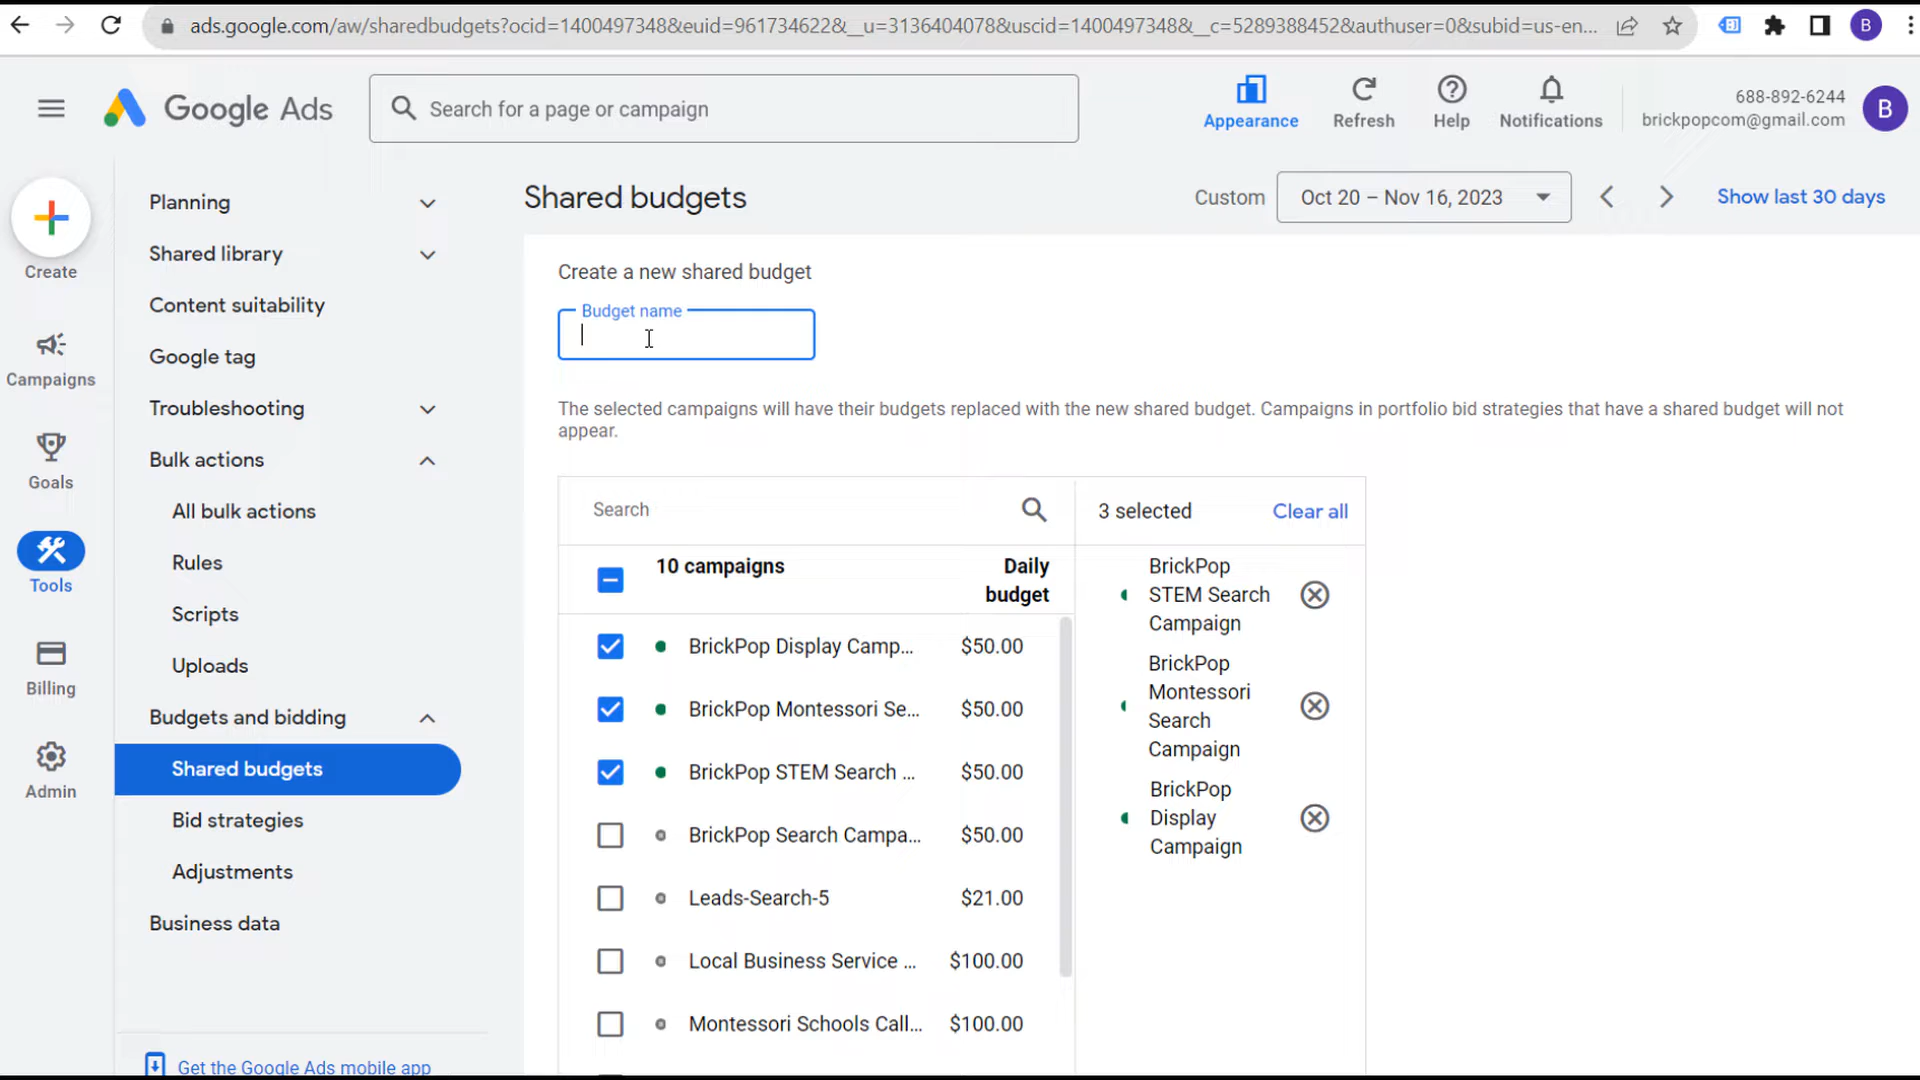 ads.google.com/aw/sharedbudgets?ocid=1400497348&euid=961734622&__u=3136404078&uscid=1400497348&__c=5289388452&authuser=0&subid=us-en...
B
Google Ads
Search for a page or campaign
Appearance
Refresh
Help
Notifications
688-892-6244
brickpopcom@gmail.com
B
Create
Campaigns
Goals
Tools
Billing
Admin
Planning
Shared library
Content suitability
Google tag
Troubleshooting
Bulk actions
All bulk actions
Rules
Scripts
Uploads
Budgets and bidding
Shared budgets
Bid strategies
Adjustments
Business data
Get the Google Ads mobile app
Shared budgets
Custom
Oct 20 – Nov 16, 2023
Show last 30 days
Create a new shared budget
Budget name
The selected campaigns will have their budgets replaced with the new shared budget. Campaigns in portfolio bid strategies that have a shared budget will not
appear.
Search
10 campaigns
Daily
budget
BrickPop Display Camp... $50.00
BrickPop Montessori Se... $50.00
BrickPop STEM Search ... $50.00
BrickPop Search Campa... $50.00
Leads-Search-5 $21.00
Local Business Service ... $100.00
Montessori Schools Call... $100.00
3 selected
Clear all
BrickPop
STEM Search
Campaign
BrickPop
Montessori
Search
Campaign
BrickPop
Display
Campaign